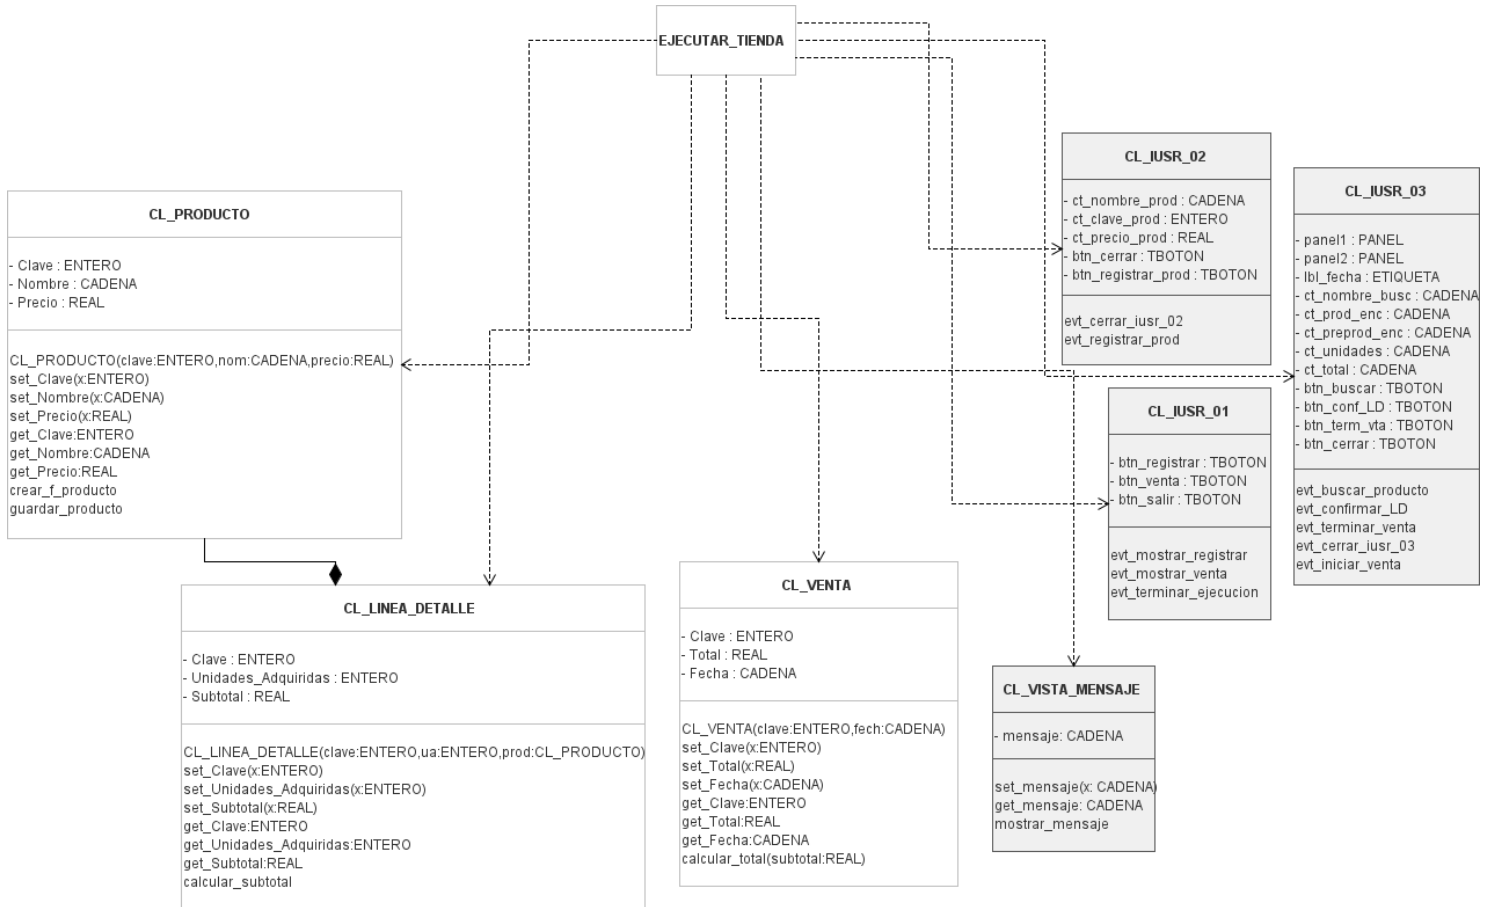 EJECUTAR_TIENDA
CL_PRODUCTO
- Clave : ENTERO
- Nombre : CADENA
- Precio : REAL
CL_PRODUCTO(clave:ENTERO,nom:CADENA,precio:REAL)
set_Clave(x:ENTERO)
set_Nombre(x:CADENA)
set_Precio(x:REAL)
get_Clave:ENTERO
get_Nombre:CADENA
get_Precio:REAL
crear_f_producto
guardar_producto
CL_LINEA_DETALLE
- Clave : ENTERO
- Unidades_Adquiridas : ENTERO
- Subtotal : REAL
CL_LINEA_DETALLE(clave:ENTERO,ua:ENTERO,prod:CL_PRODUCTO)
set_Clave(x:ENTERO)
set_Unidades_Adquiridas(x:ENTERO)
set_Subtotal(x:REAL)
get_Clave:ENTERO
get_Unidades_Adquiridas:ENTERO
get_Subtotal:REAL
calcular_subtotal
CL_VENTA
- Clave : ENTERO
- Total : REAL
- Fecha : CADENA
CL_VENTA(clave:ENTERO,fech:CADENA)
set_Clave(x:ENTERO)
set_Total(x:REAL)
set_Fecha(x:CADENA)
get_Clave:ENTERO
get_Total:REAL
get_Fecha:CADENA
calcular_total(subtotal:REAL)
CL_IUSR_02
- ct_nombre_prod : CADENA
- ct_clave_prod : ENTERO
- ct_precio_prod : REAL
- btn_cerrar : TBOTON
- btn_registrar_prod : TBOTON
evt_cerrar_iusr_02
evt_registrar_prod
CL_IUSR_01
- btn_registrar : TBOTON
- btn_venta : TBOTON
- btn_salir : TBOTON
evt_mostrar_registrar
evt_mostrar_venta
evt_terminar_ejecucion
CL_IUSR_03
- panel1 : PANEL
- panel2 : PANEL
- lbl_fecha : ETIQUETA
- ct_nombre_busc : CADENA
- ct_prod_enc : CADENA
- ct_preprod_enc : CADENA
- ct_unidades : CADENA
- ct_total : CADENA
- btn_buscar : TBOTON
- btn_conf_LD : TBOTON
- btn_term_vta : TBOTON
- btn_cerrar : TBOTON
evt_buscar_producto
evt_confirmar_LD
evt_terminar_venta
evt_cerrar_iusr_03
evt_iniciar_venta
CL_VISTA_MENSAJE
- mensaje: CADENA
set_mensaje(x: CADENA)
get_mensaje: CADENA
mostrar_mensaje